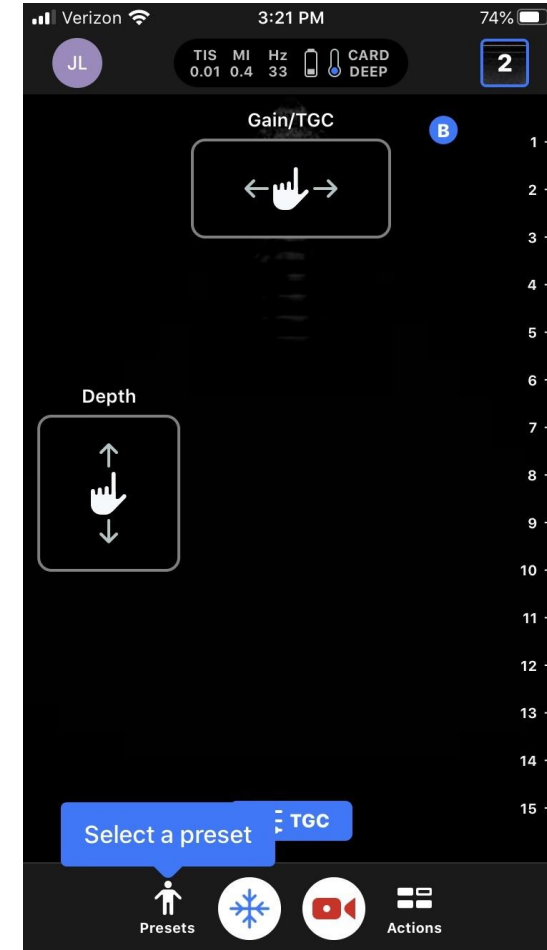 Verizon 3:21 PM 74%
JL TIS MI Hz CARD 2
0.01 0.4 33 DEEP
Gain/TGC
B
1
2
3
4
5
6
Depth
7
8
9
10
11
12
13
14
15
TGC
Select a preset
Presets Actions